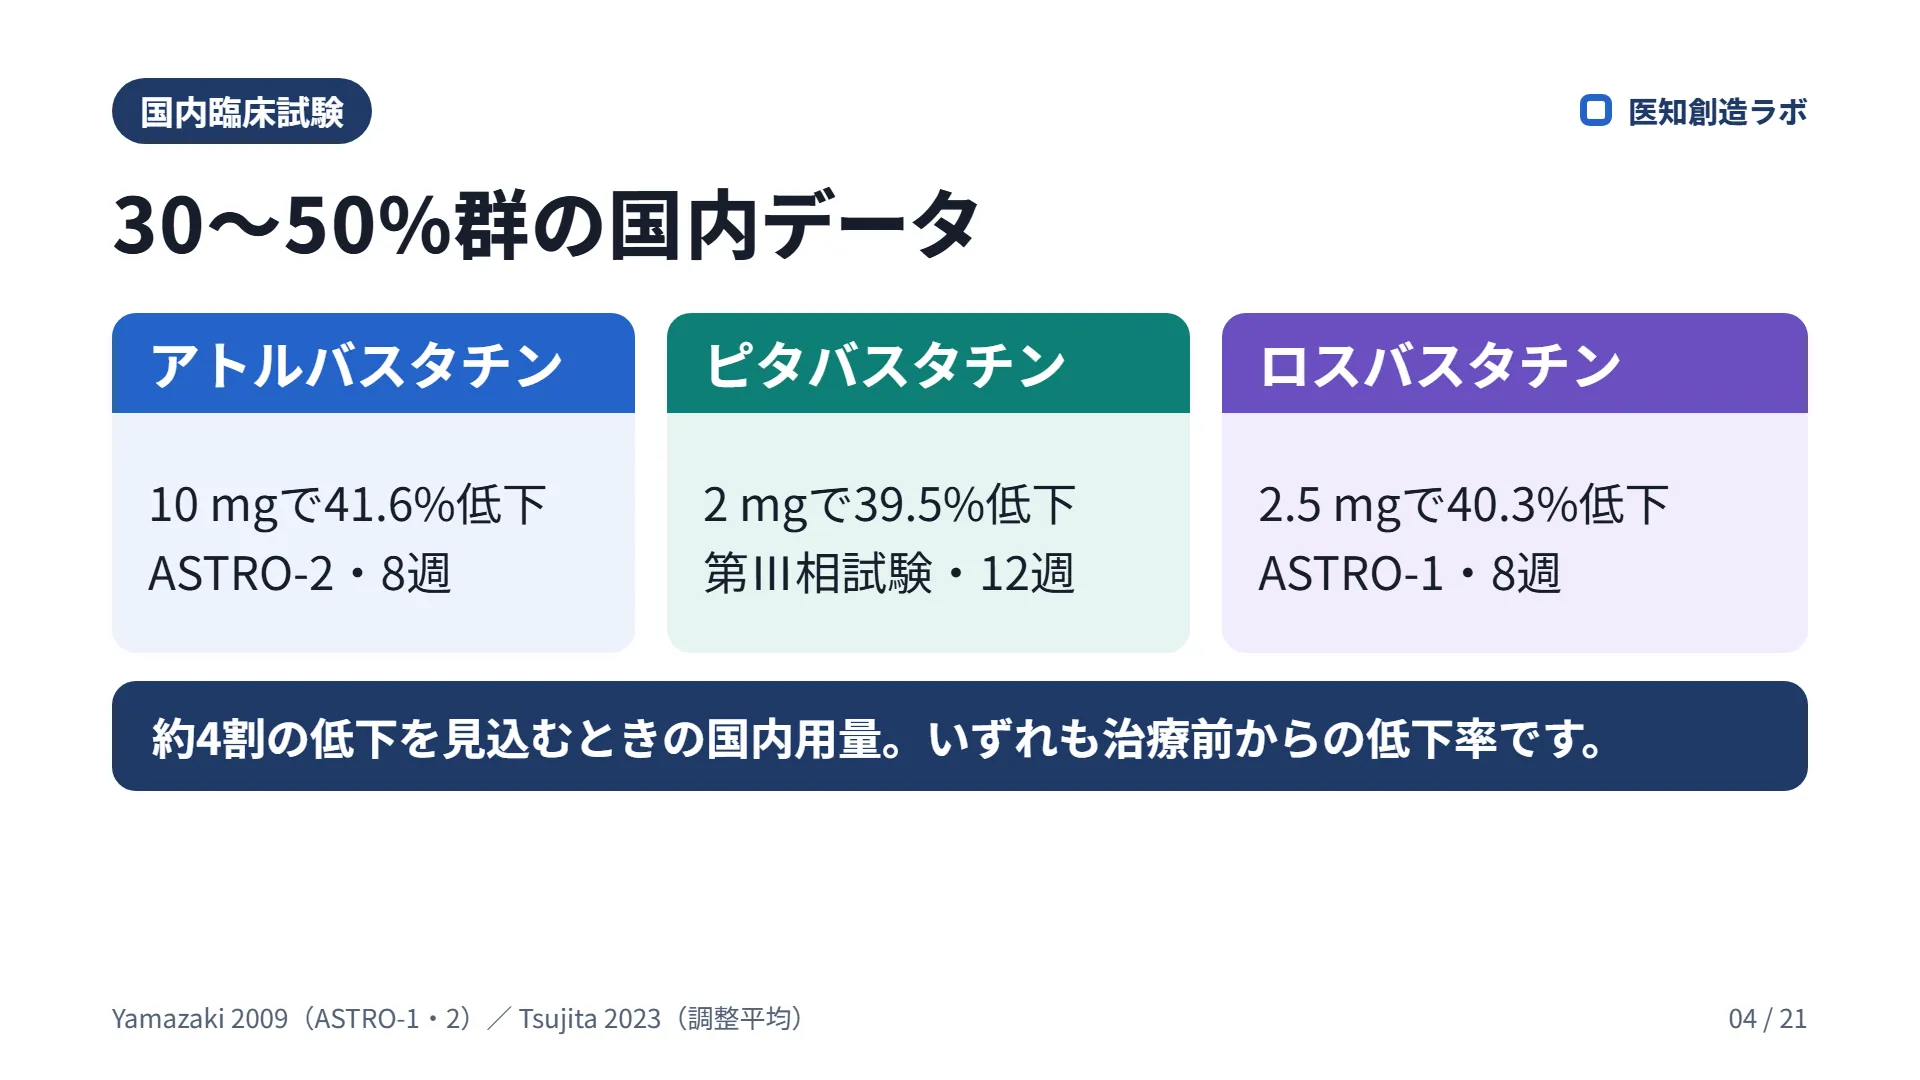 国内臨床試験
医知創造ラボ
30〜50%群の国内データ
アトルバスタチン
10 mgで41.6%低下
ASTRO-2・8週
ピタバスタチン
2 mgで39.5%低下
第III相試験・12週
ロスバスタチン
2.5 mgで40.3%低下
ASTRO-1・8週
約4割の低下を見込むときの国内用量。いずれも治療前からの低下率です。
Yamazaki 2009（ASTRO-1・2）／ Tsujita 2023（調整平均）
04 / 21